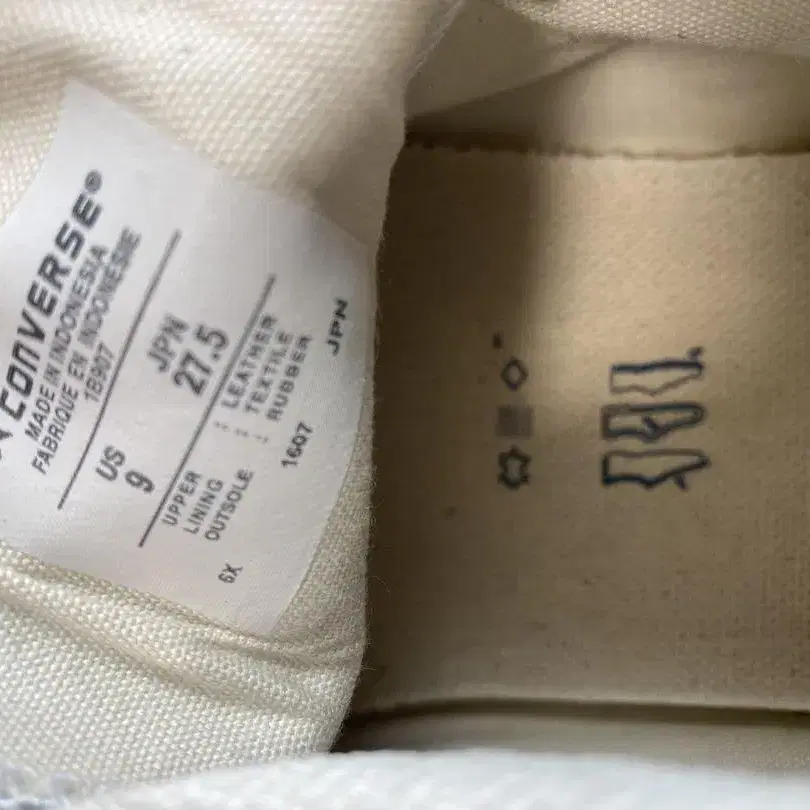 CONVERSE®
MADE IN INDONESIA
FABRIQUE EN INDONESIE
1B907
US
9
JPN
27.5
UPPER : LEATHER
LINING : TEXTILE
OUTSOLE : RUBBER
6X
1607
JPN